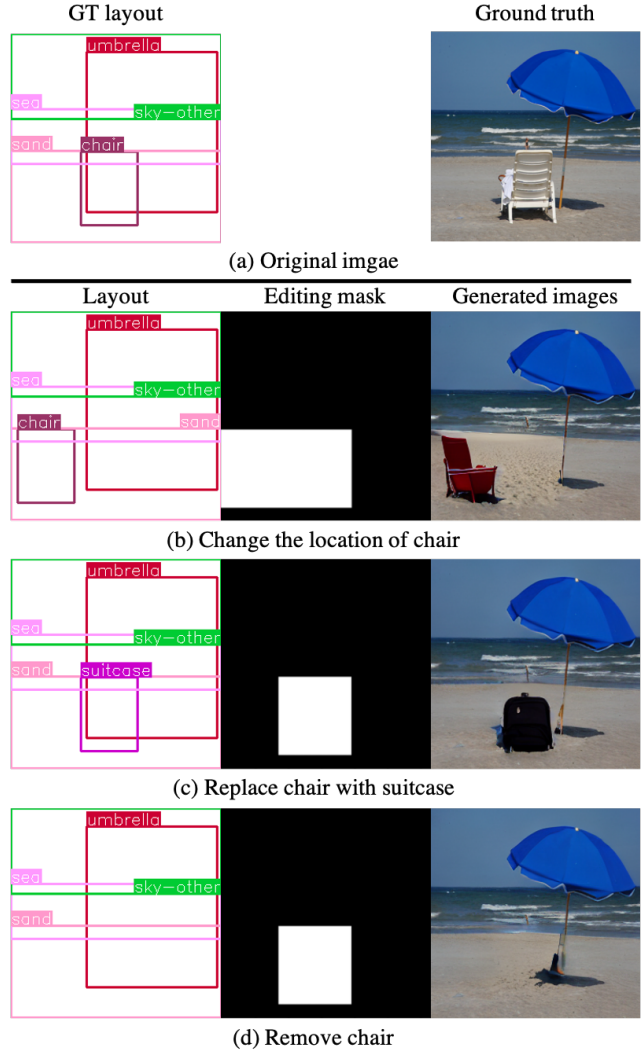 GT layout Ground truth
umbrella
sea
sky-other
sand chair
(a) Original imgae
Layout Editing mask Generated images
umbrella
sea
sky-other
chair sand
(b) Change the location of chair
umbrella
sea
sky-other
sand suitcase
(c) Replace chair with suitcase
umbrella
sea
sky-other
sand
(d) Remove chair